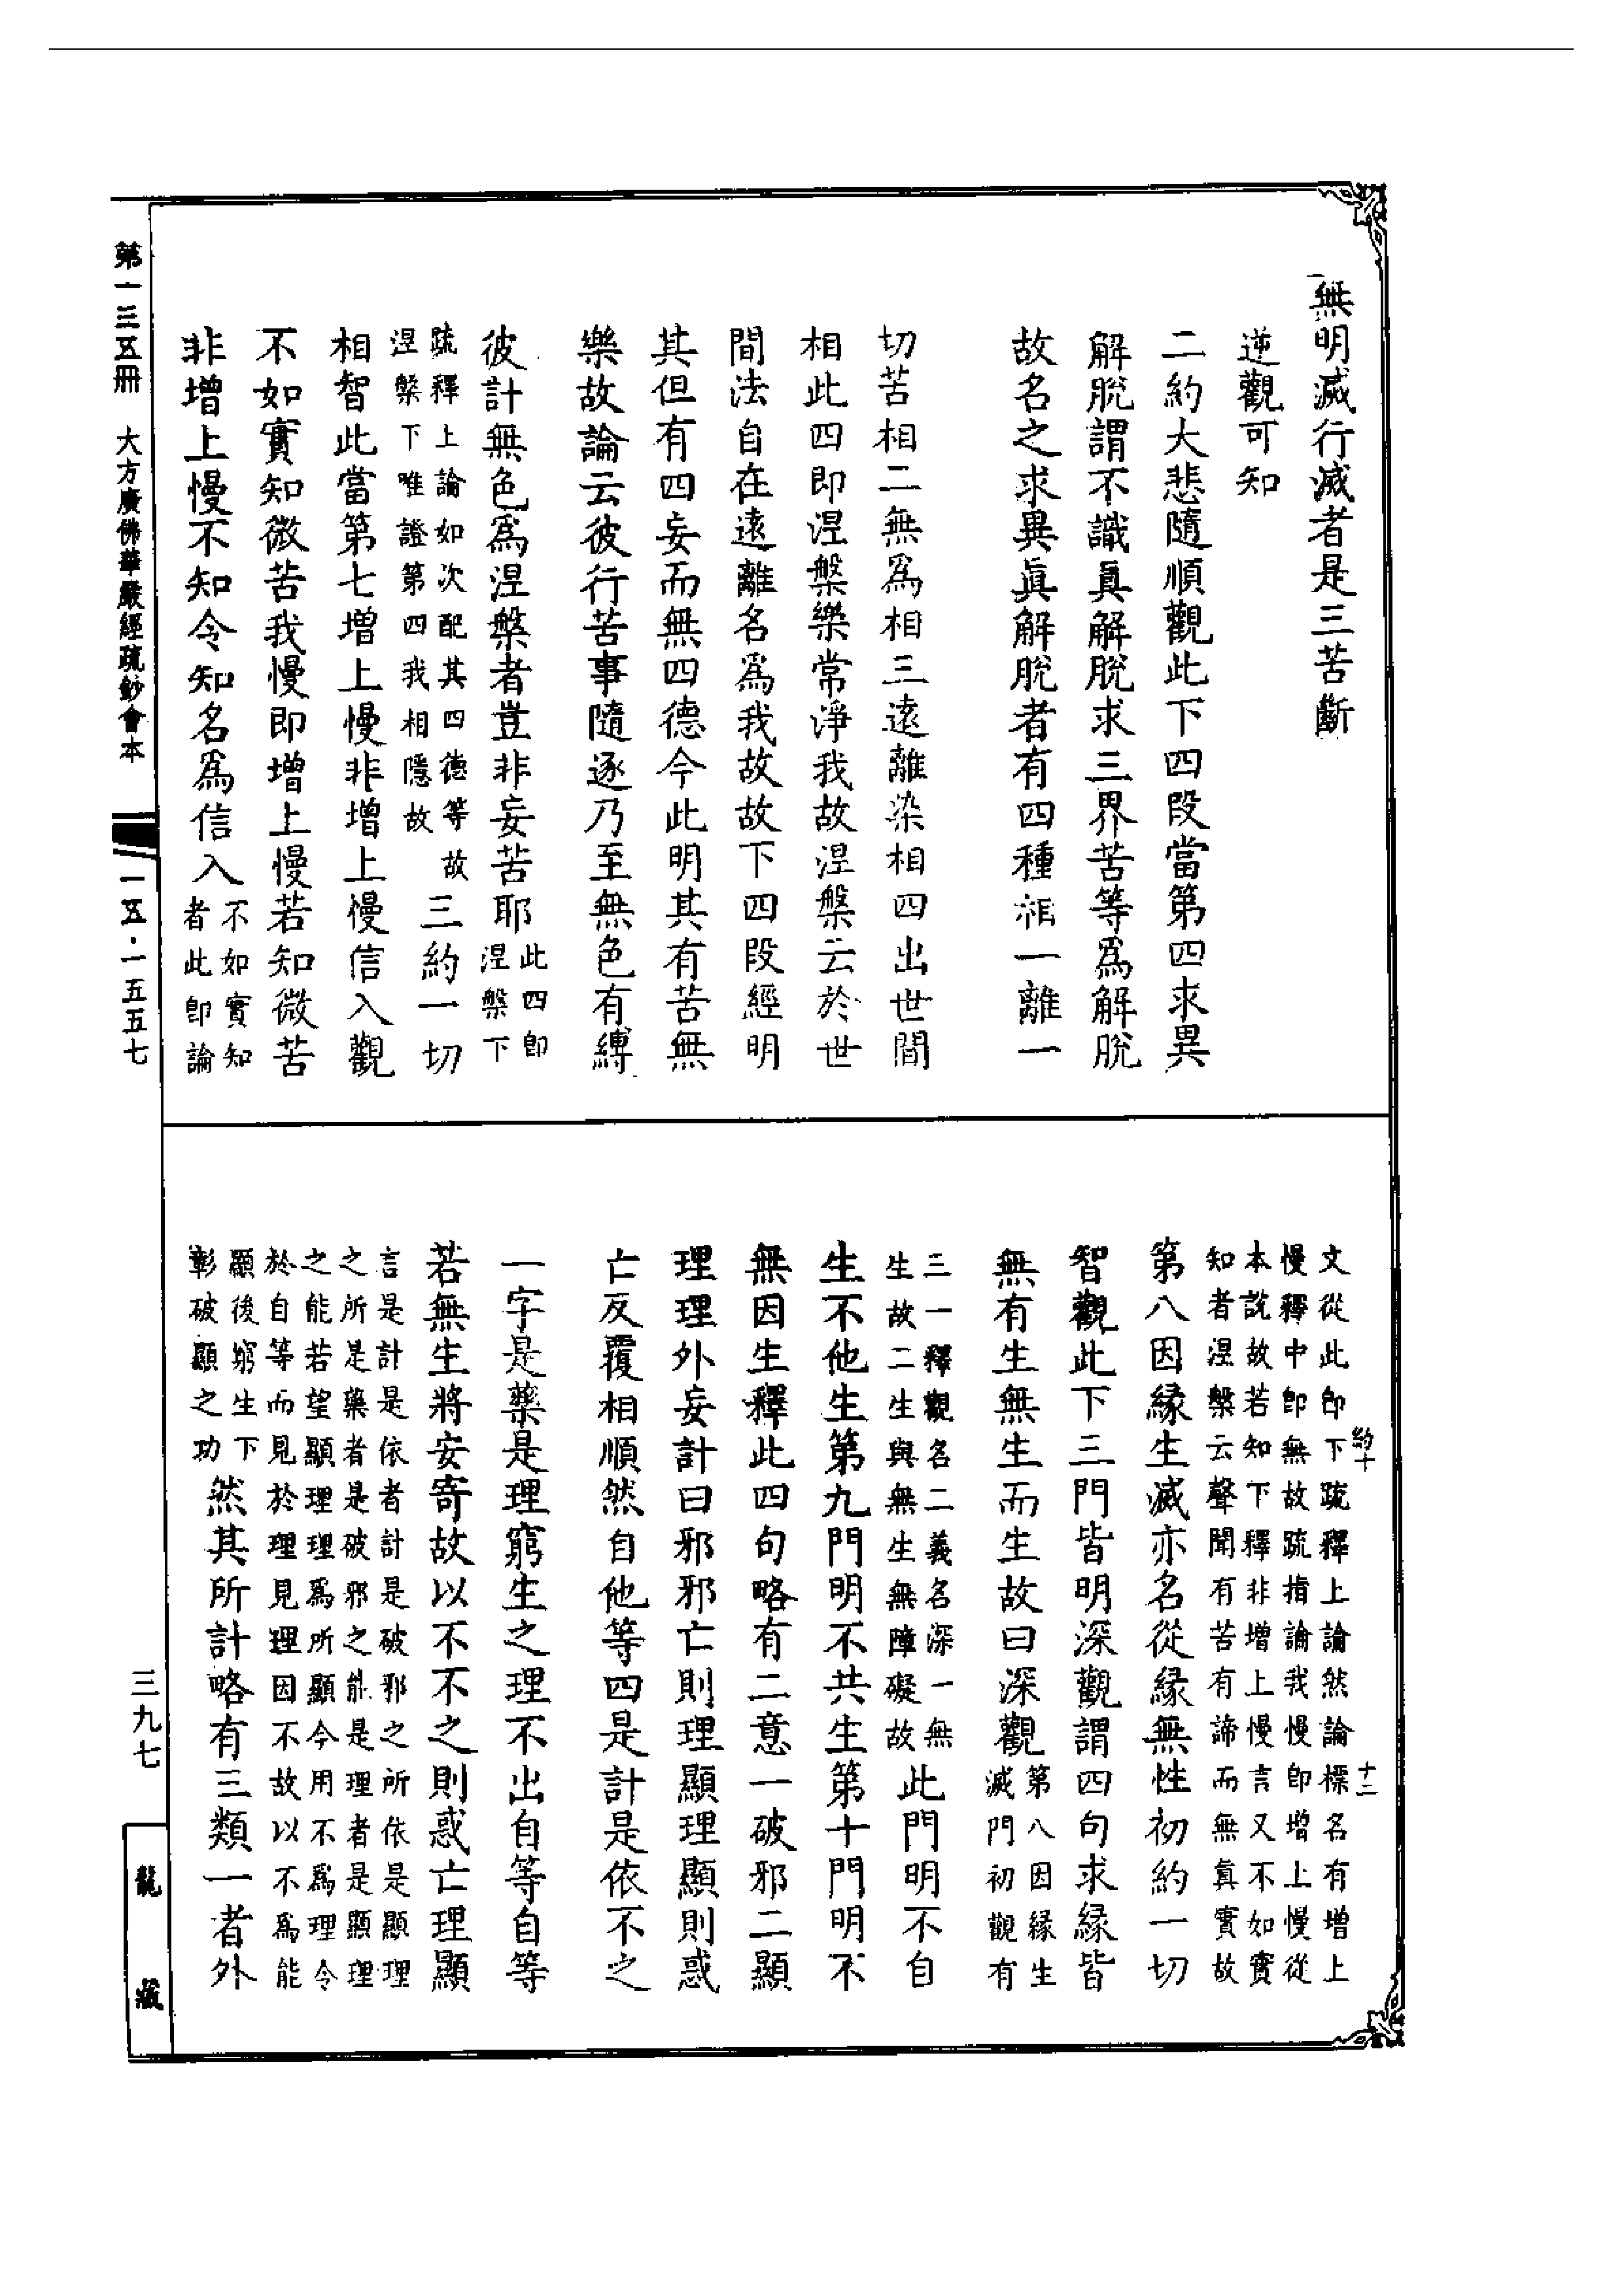 無明滅行滅者是三苦斷
逆觀可知
二約大悲隨順觀此下四段當第四求異
解脫謂不識眞解脫求三界苦等爲解脫
故名之求異眞解脫者有四種相一離一
切苦相二無爲相三遠離染相四出世間
相此四即涅槃樂常淨我故涅槃云於世
間法自在遠離名爲我故故下四段經明
其但有四妄而無四德今此明其有苦無
樂故論云彼行苦事隨逐乃至無色有縛
彼計無色爲涅槃者豈非妄苦耶此四即
涅槃下
疏釋上論如次配其四德等故
涅槃下唯證第四我相隱故三約一切
相智此當第七增上慢非增上慢信入觀
不如實知微苦我慢即增上慢若知微苦
非增上慢不知令知名爲信入不如實知
者此即論
文從此即下疏釋上論然論標名有增上
慢釋中即無故疏指論我慢即增上慢從
本說故若知下釋非增上慢言又不如實
知者涅槃云聲聞有苦有諦而無眞實故
第八因緣生滅亦名從緣無性初約一切
智觀此下三門皆明深觀謂四句求緣皆
無有生無生而生故曰深觀第八因緣生
滅門初觀有
三一釋觀名二義名深一無
生故二生與無生無障礙故此門明不自
生不他生第九門明不共生第十門明不
無因生釋此四句略有二意一破邪二顯
理理外妄計曰邪邪亡則理顯理顯則惑
亡反覆相順然自他等四是計是依不之
一字是藥是理窮生之理不出自等自等
若無生將安寄故以不不之則惑亡理顯
言是計是依者計是破邪之所依是顯理
之所是藥者是破邪之能是理者是顯理
之能若望顯理理爲所顯今用不爲理令
於自等而見於理見理因不故以不爲能
顯後窮生下
彰破顯之功然其所計略有三類一者外
約十
十二
第一三五冊 大方廣佛華嚴經疏鈔會本
一五·一五五七
三九七
龍藏